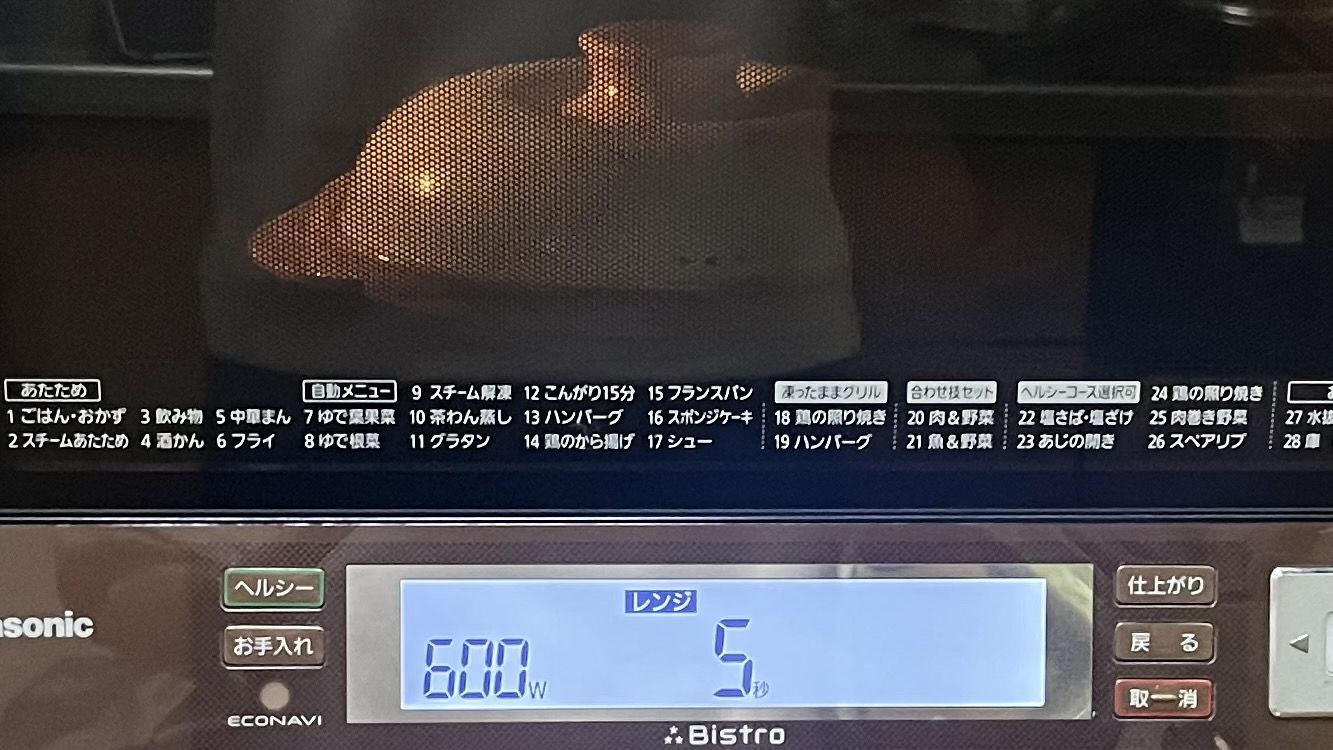 あたため
1 ごはん・おかず 3 飲み物 5 中華まん
2 スチームあたため 4 酒かん 6 フライ
自動メニュー 9 スチーム解凍 12 こんがり15分 15 フランスパン
7 ゆで葉果菜 10 茶わん蒸し 13 ハンバーグ 16 スポンジケーキ
8 ゆで根菜 11 グラタン 14 鶏のから揚げ 17 シュー
凍ったままグリル
18 鶏の照り焼き
19 ハンバーグ
合わせ技セット
20 肉&野菜
21 魚&野菜
ヘルシーコース選択可 24 鶏の照り焼き
22 塩さば・塩ざけ 25 肉巻き野菜
23 あじの開き 26 スペアリブ
27 水
28 庫
ヘルシー
お手入れ
ECONAVI
asonic
レンジ
600W 5秒
仕上がり
戻る
取消
Bistro